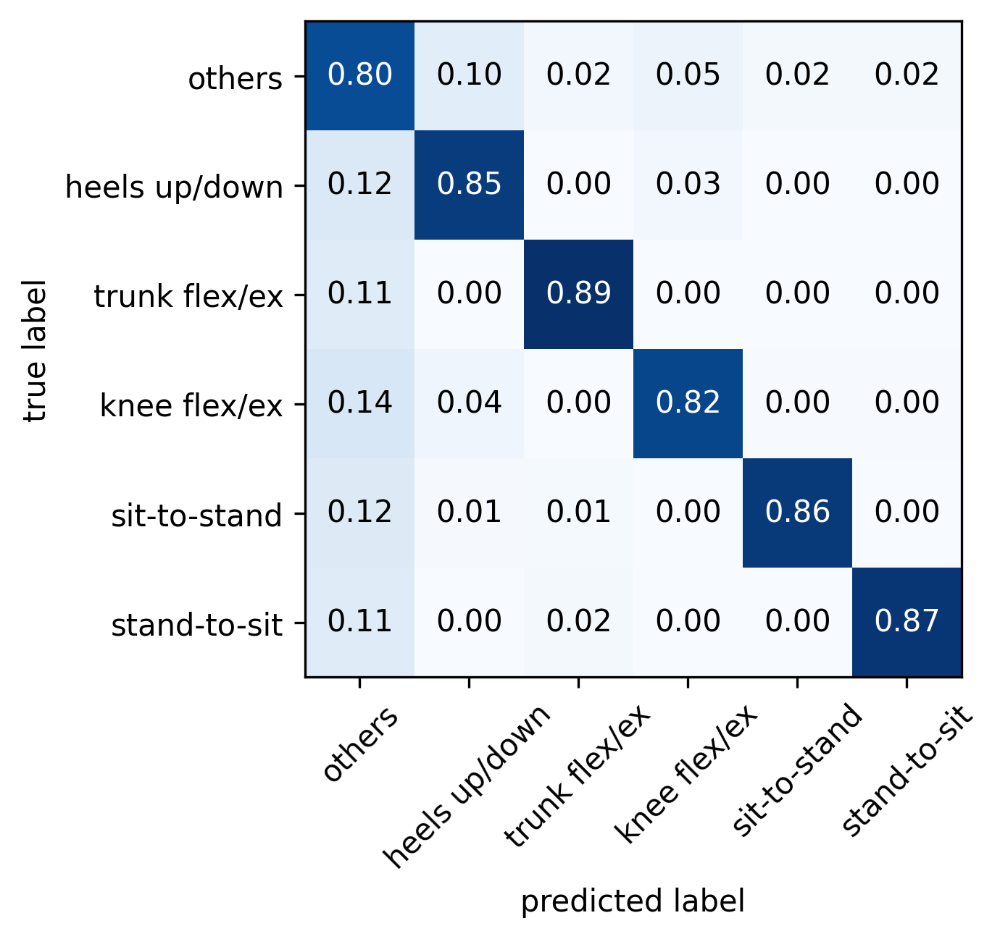 others 0.80 0.10 0.02 0.05 0.02 0.02
heels up/down 0.12 0.85 0.00 0.03 0.00 0.00
trunk flex/ex 0.11 0.00 0.89 0.00 0.00 0.00
knee flex/ex 0.14 0.04 0.00 0.82 0.00 0.00
sit-to-stand 0.12 0.01 0.01 0.00 0.86 0.00
stand-to-sit 0.11 0.00 0.02 0.00 0.00 0.87
true label
others heels up/down trunk flex/ex knee flex/ex sit-to-stand stand-to-sit
predicted label